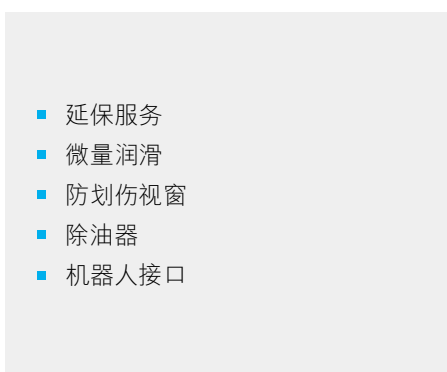 延保服务
微量润滑
防划伤视窗
除油器
机器人接口